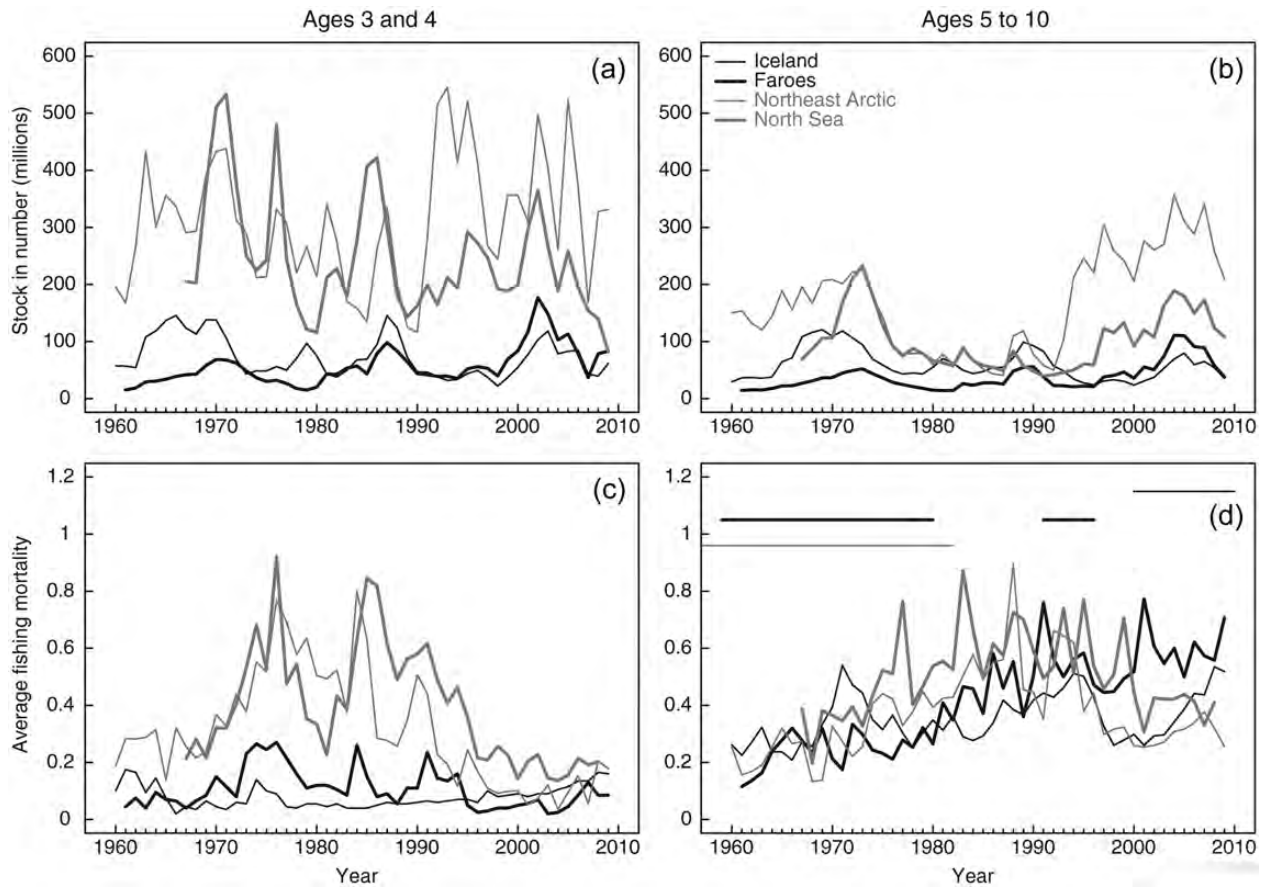 Ages 3 and 4
Ages 5 to 10
600
500
400
300
200
100
0
Stock in number (millions)
(a)
1960 1970 1980 1990 2000 2010
600
500
400
300
200
100
0
(b)
Iceland
Faroes
Northeast Arctic
North Sea
1960 1970 1980 1990 2000 2010
1.2
1
0.8
0.6
0.4
0.2
0
Average fishing mortality
(c)
1960 1970 1980 1990 2000 2010
Year
1.2
1
0.8
0.6
0.4
0.2
0
(d)
1960 1970 1980 1990 2000 2010
Year